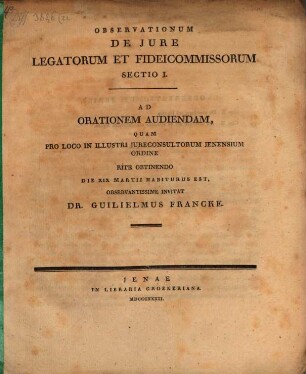 OBSERVATIONUM
DE JURE
LEGATORUM ET FIDEICOMMISSORUM
SECTIO I.
AD
ORATIONEM AUDIENDAM,
QUAM
PRO LOCO IN ILLUSTRI JURECONSULTORUM JENENSIUM
ORDINE
RITE OBTINENDO
DIE XIX MARTII HABITURUS EST,
OBSERVANTISSIME INVITAT
DR. GUILIELMUS FRANCKE.
JENAE
IN LIBRARIA CROEKERIANA
MDCCCXXXII.